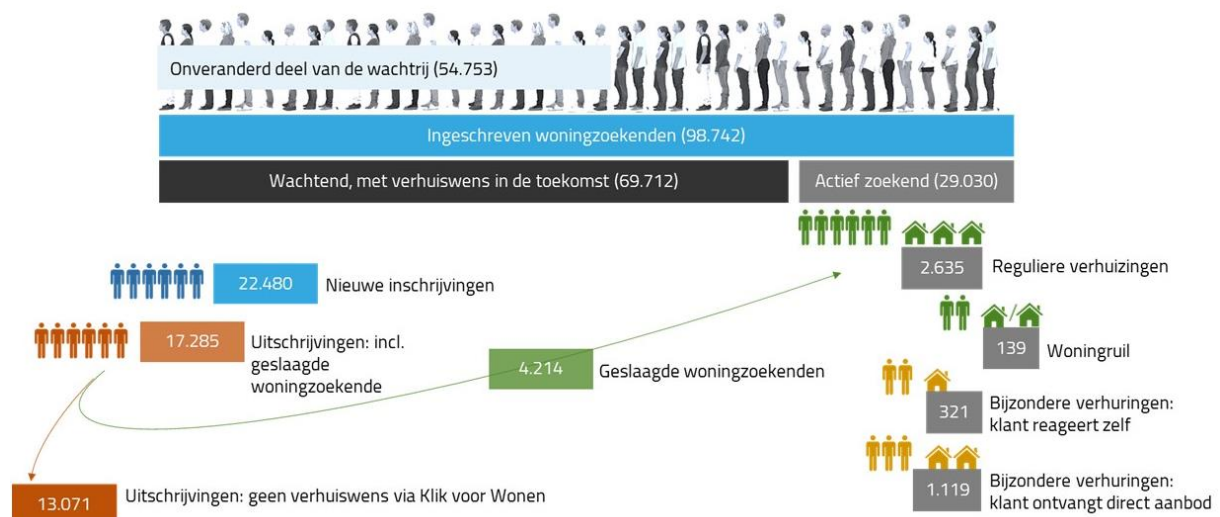 Onveranderd deel van de wachtrij (54.753)
Ingeschreven woningzoekenden (98.742)
Wachtend, met verhuiswens in de toekomst (69.712)
Actief zoekend (29.030)
22.480
Nieuwe inschrijvingen
17.285
Uitschrijvingen: incl.
geslaagde
woningzoekende
13.071
Uitschrijvingen: geen verhuiswens via Klik voor Wonen
4.214
Geslaagde woningzoekenden
2.635
Reguliere verhuizingen
139
Woningruil
321
Bijzondere verhuringen:
klant reageert zelf
1.119
Bijzondere verhuringen:
klant ontvangt direct aanbod